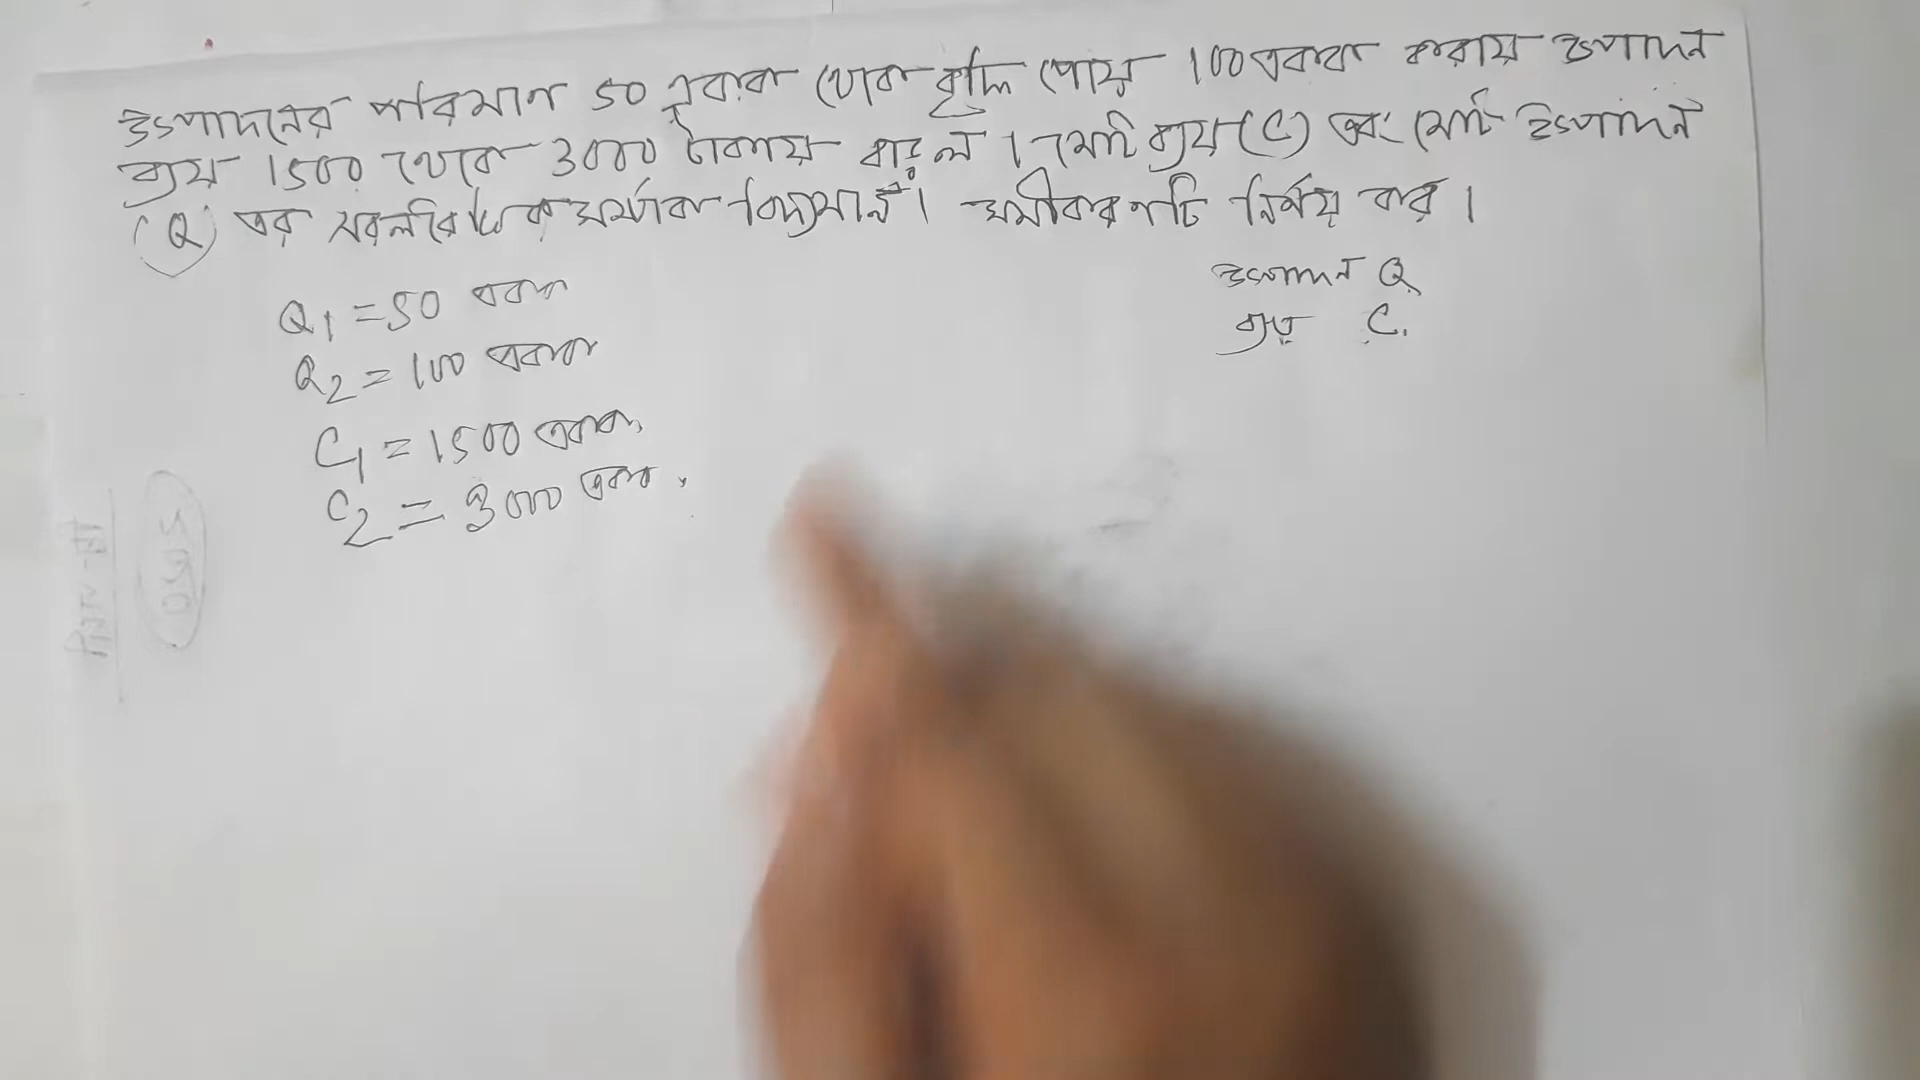 উৎপাদনের পরিমান 50 একক থেকে বৃদ্ধি পেয়ে 100 একক করায় উৎপাদন
ব্যয় 1500 থেকে 3000 টাকায় বাড়ল। মোট ব্যয় (C) এবং মোট উৎপাদন
(Q) এর সরলরৈখিক সম্পর্ক বিদ্যমান। সমীকরণটি নির্ণয় কর।
উৎপাদন Q
ব্যয় C.
Q1 = 50 একক
Q2 = 100 একক
C1 = 1500 একক,
C2 = 3000 একক,